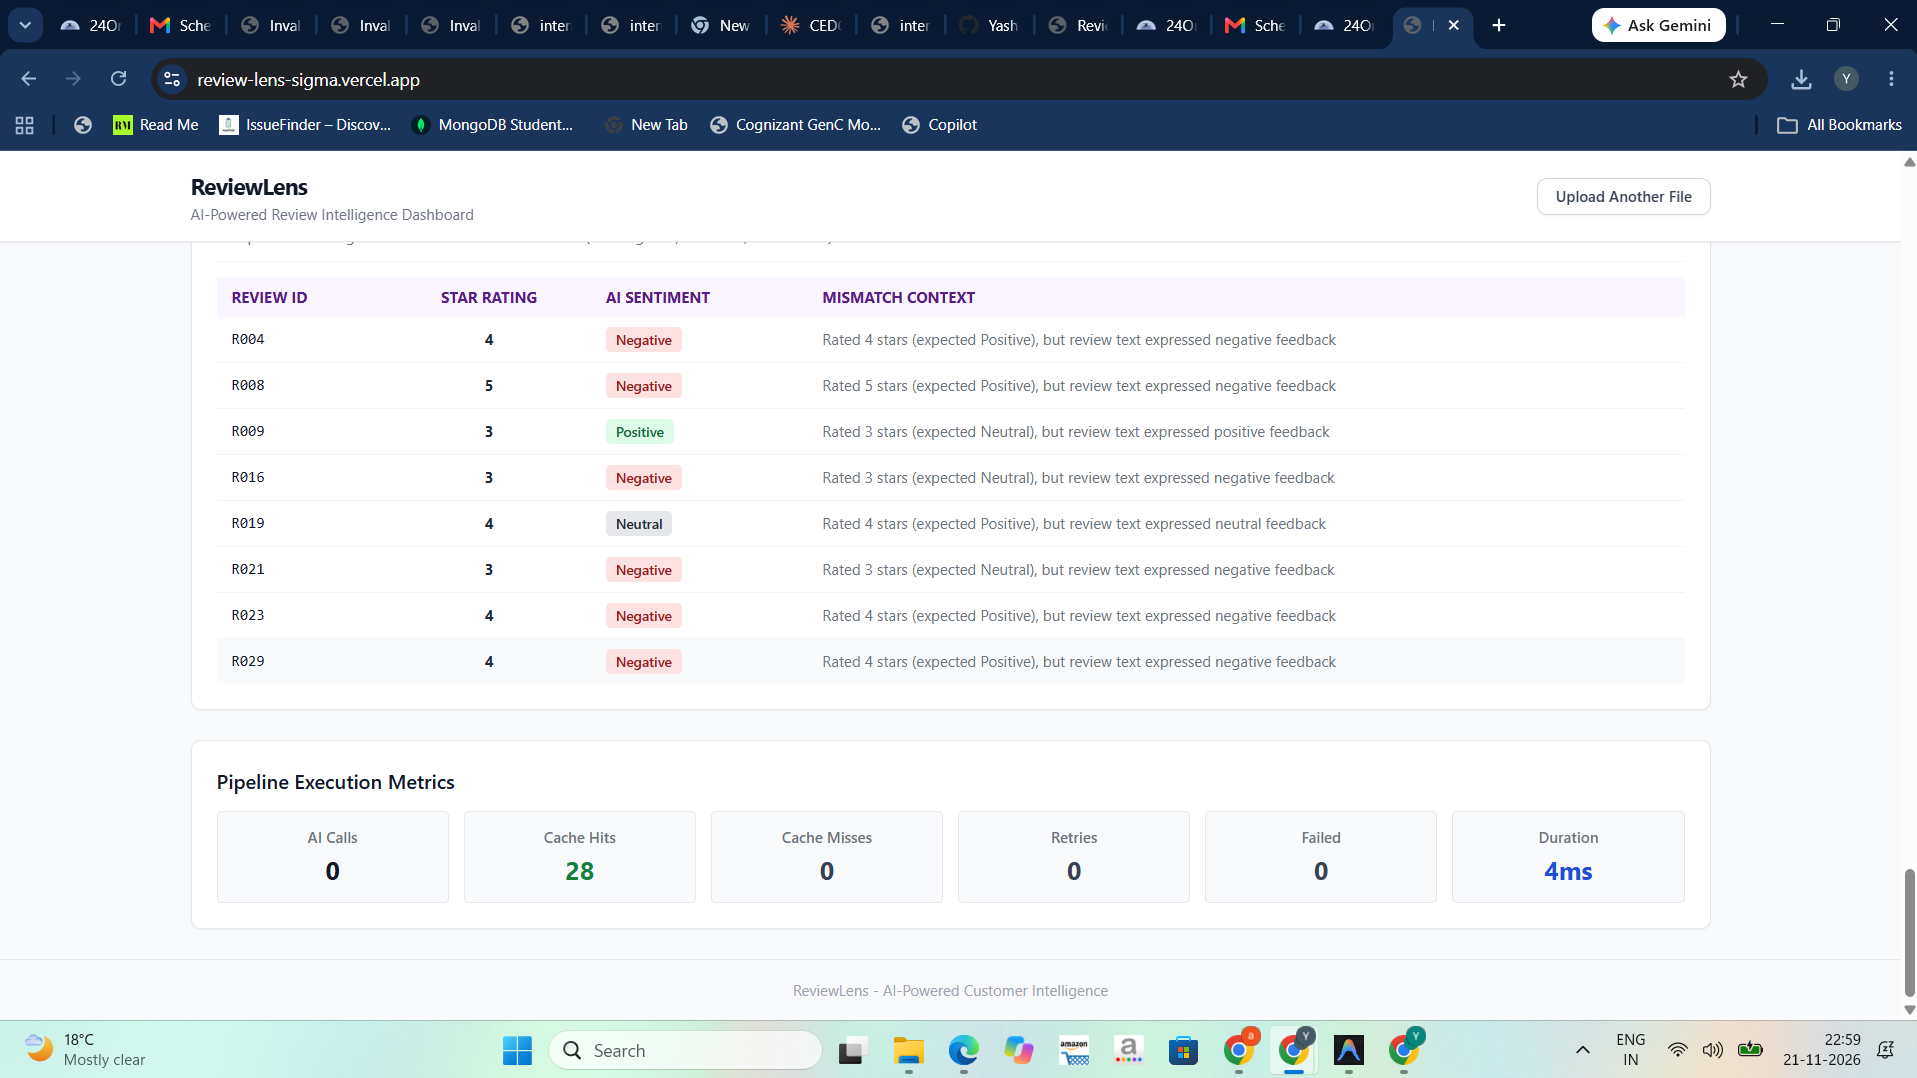 24O
Sche
Inval
Inval
Inval
inter
inter
New
CEDC
inter
Yash
Revie
24O
Sche
24O
Ask Gemini
review-lens-sigma.vercel.app
Y
RM Read Me
IssueFinder – Discov...
MongoDB Student...
New Tab
Cognizant GenC Mo...
Copilot
All Bookmarks
ReviewLens
AI-Powered Review Intelligence Dashboard
Upload Another File
REVIEW ID STAR RATING AI SENTIMENT MISMATCH CONTEXT
R004 4 Negative Rated 4 stars (expected Positive), but review text expressed negative feedback
R008 5 Negative Rated 5 stars (expected Positive), but review text expressed negative feedback
R009 3 Positive Rated 3 stars (expected Neutral), but review text expressed positive feedback
R016 3 Negative Rated 3 stars (expected Neutral), but review text expressed negative feedback
R019 4 Neutral Rated 4 stars (expected Positive), but review text expressed neutral feedback
R021 3 Negative Rated 3 stars (expected Neutral), but review text expressed negative feedback
R023 4 Negative Rated 4 stars (expected Positive), but review text expressed negative feedback
R029 4 Negative Rated 4 stars (expected Positive), but review text expressed negative feedback
Pipeline Execution Metrics
AI Calls
0
Cache Hits
28
Cache Misses
0
Retries
0
Failed
0
Duration
4ms
ReviewLens - AI-Powered Customer Intelligence
18°C
Mostly clear
Search
amazon
a
a
Y
Y
ENG
IN
22:59
21-11-2026